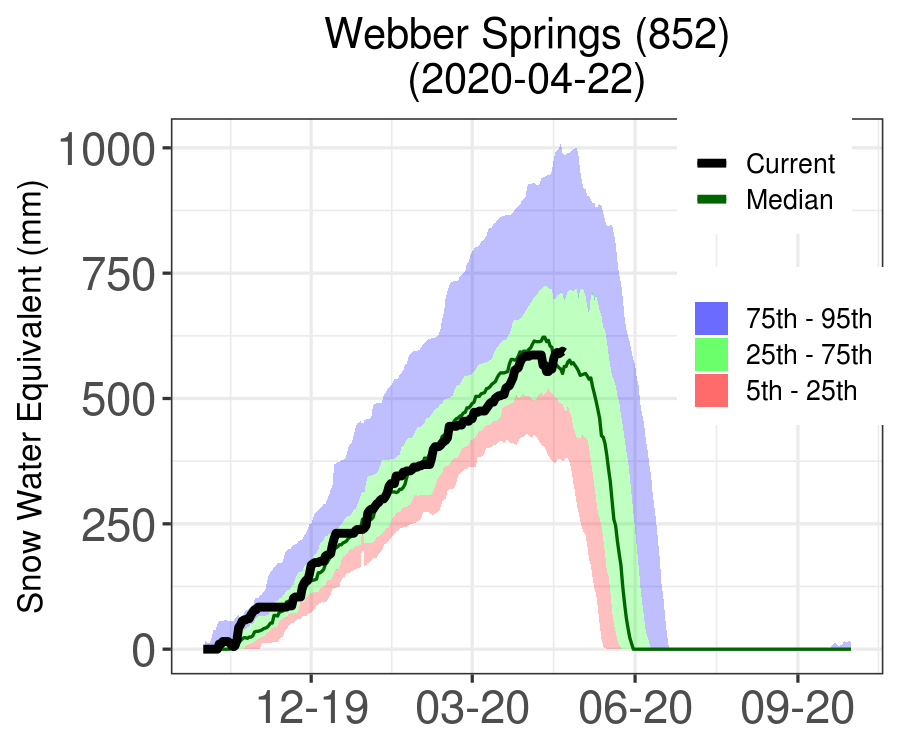 Webber Springs (852)
(2020-04-22)
Snow Water Equivalent (mm)
1000
750
500
250
0
12-19
03-20
06-20
09-20
Current
Median
75th - 95th
25th - 75th
5th - 25th